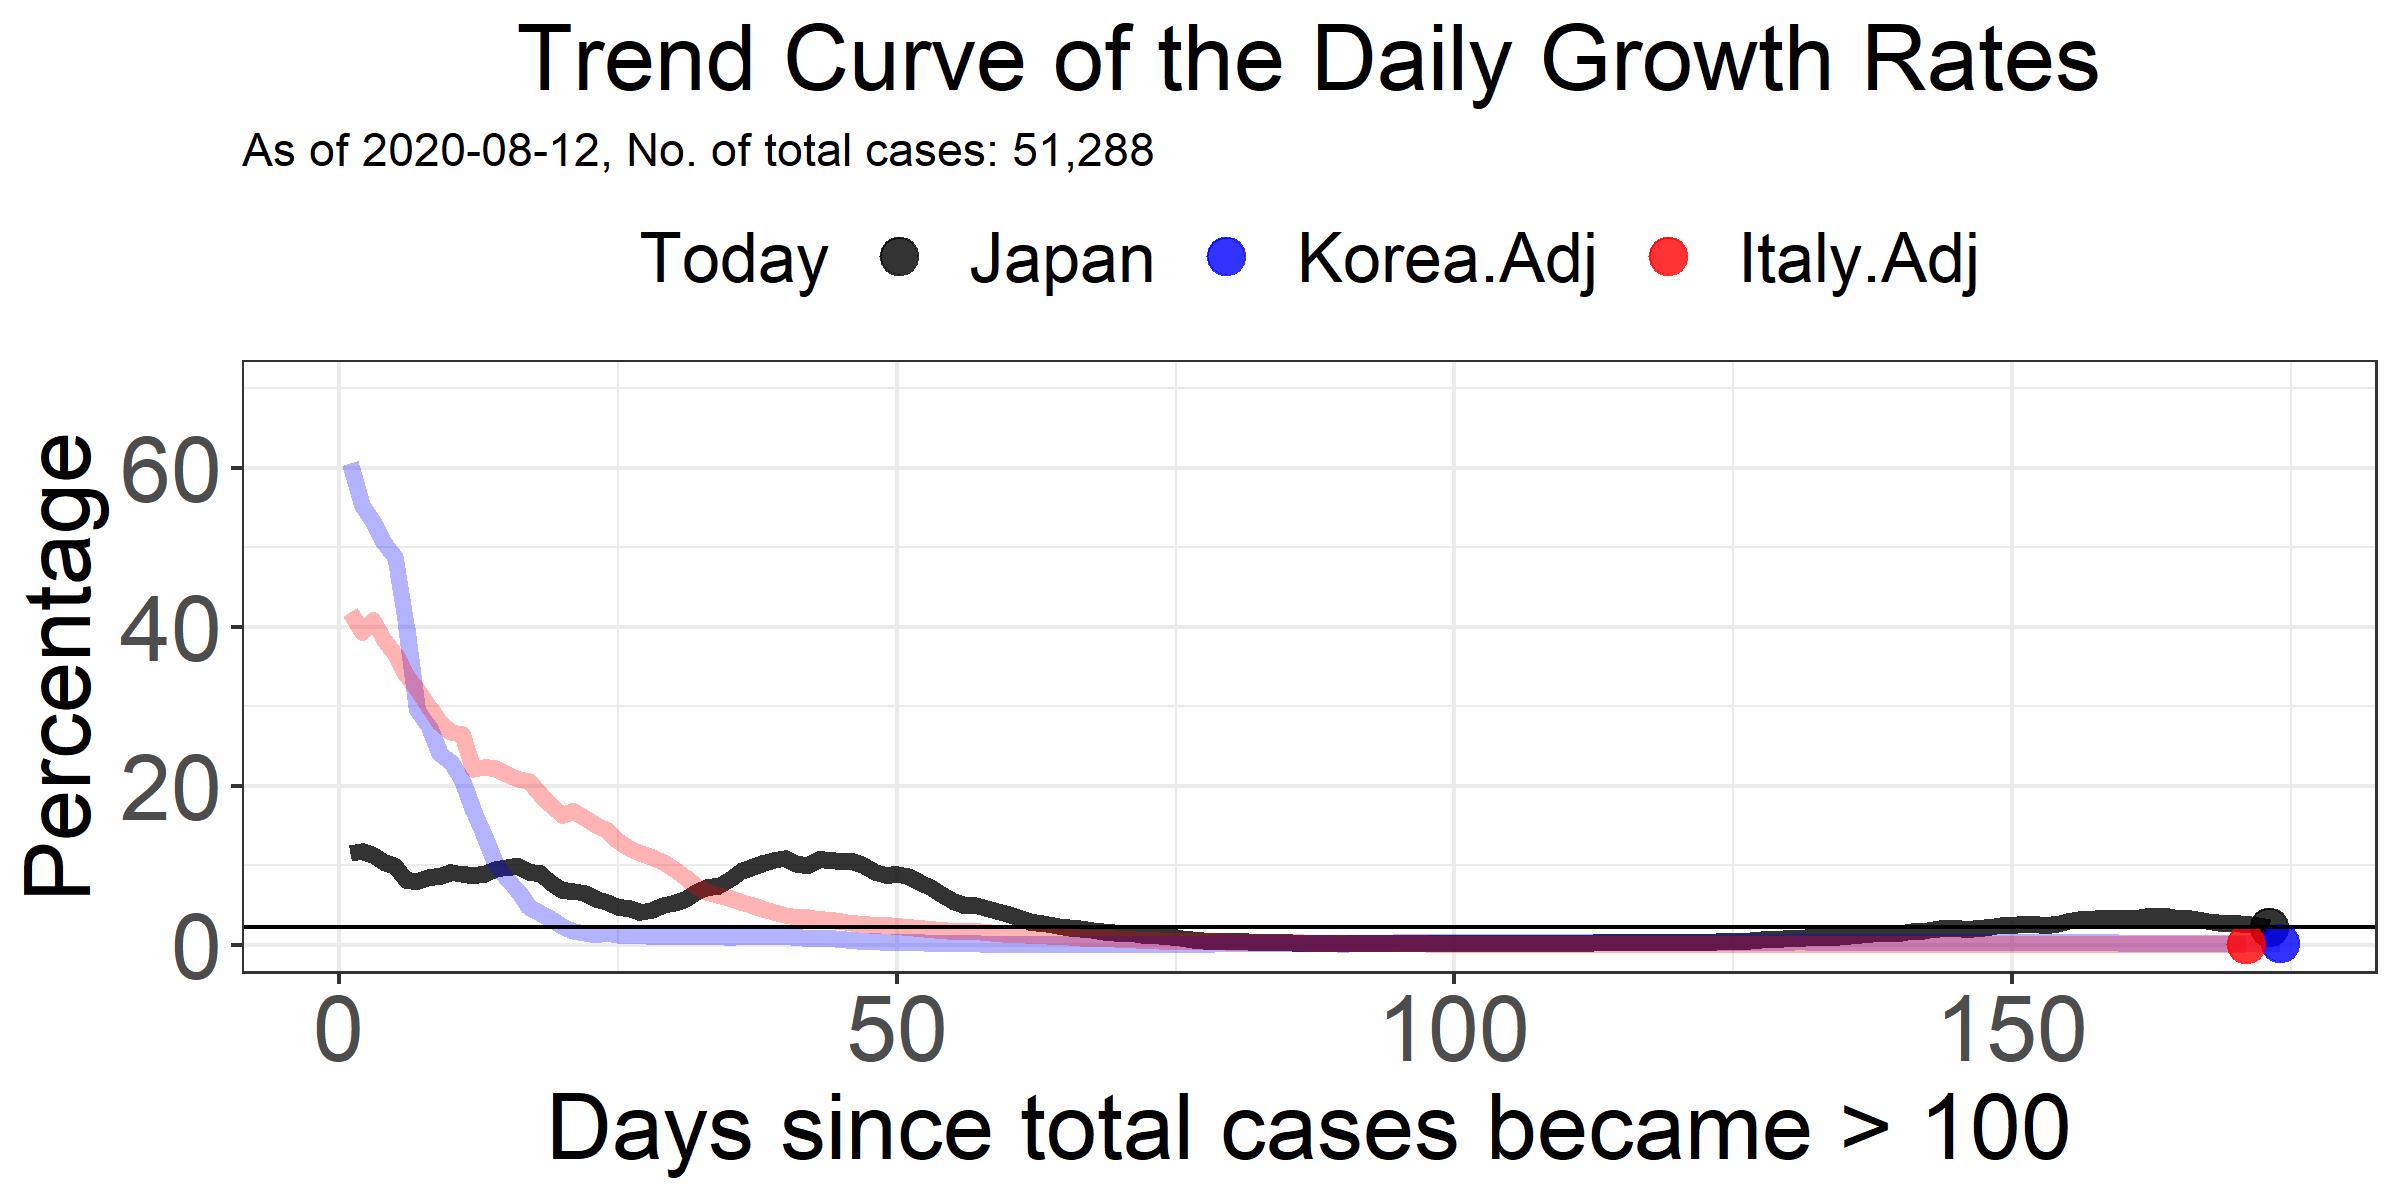 Trend Curve of the Daily Growth Rates
As of 2020-08-12, No. of total cases: 51,288
Today Japan Korea.Adj Italy.Adj
Percentage
60
40
20
0
0 50 100 150
Days since total cases became > 100